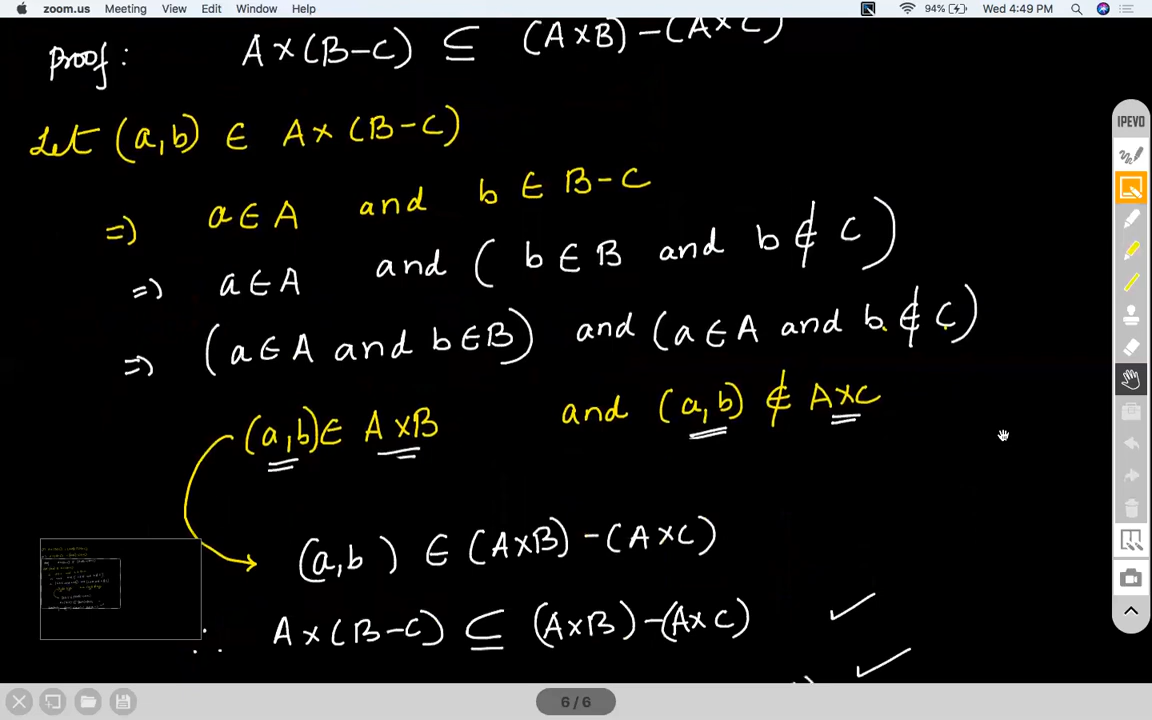 zoom.us Meeting View Edit Window Help 94% Wed 4:49 PM
Proof: A×(B−C) ⊆ (A×B)−(A×C)
Let (a,b) ∈ A×(B−C)
IPEVO
⇒) a∈A and b ∈ B−C
⇒) a∈A and ( b∈B and b ∉ C )
⇒) (a∈A and b∈B) and (a∈A and b ∉ C)
(a,b)∈ A×B and (a,b) ∉ A×C
(a,b) ∈ (A×B)−(A×C)
∴ A×(B−C) ⊆ (A×B)−(A×C) ✓
✓
6/6